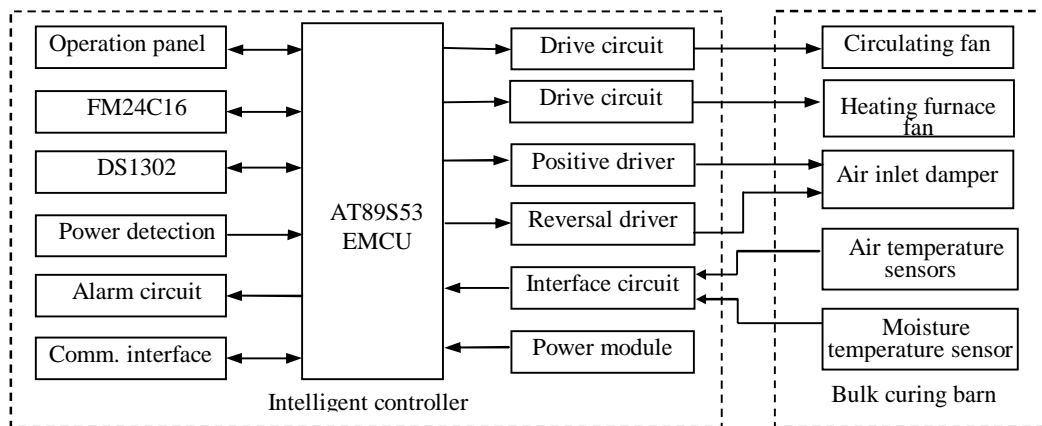 Operation panel
FM24C16
DS1302
Power detection
Alarm circuit
Comm. interface
AT89S53
EMCU
Drive circuit
Drive circuit
Positive driver
Reversal driver
Interface circuit
Power module
Intelligent controller
Circulating fan
Heating furnace
fan
Air inlet damper
Air temperature
sensors
Moisture
temperature sensor
Bulk curing barn